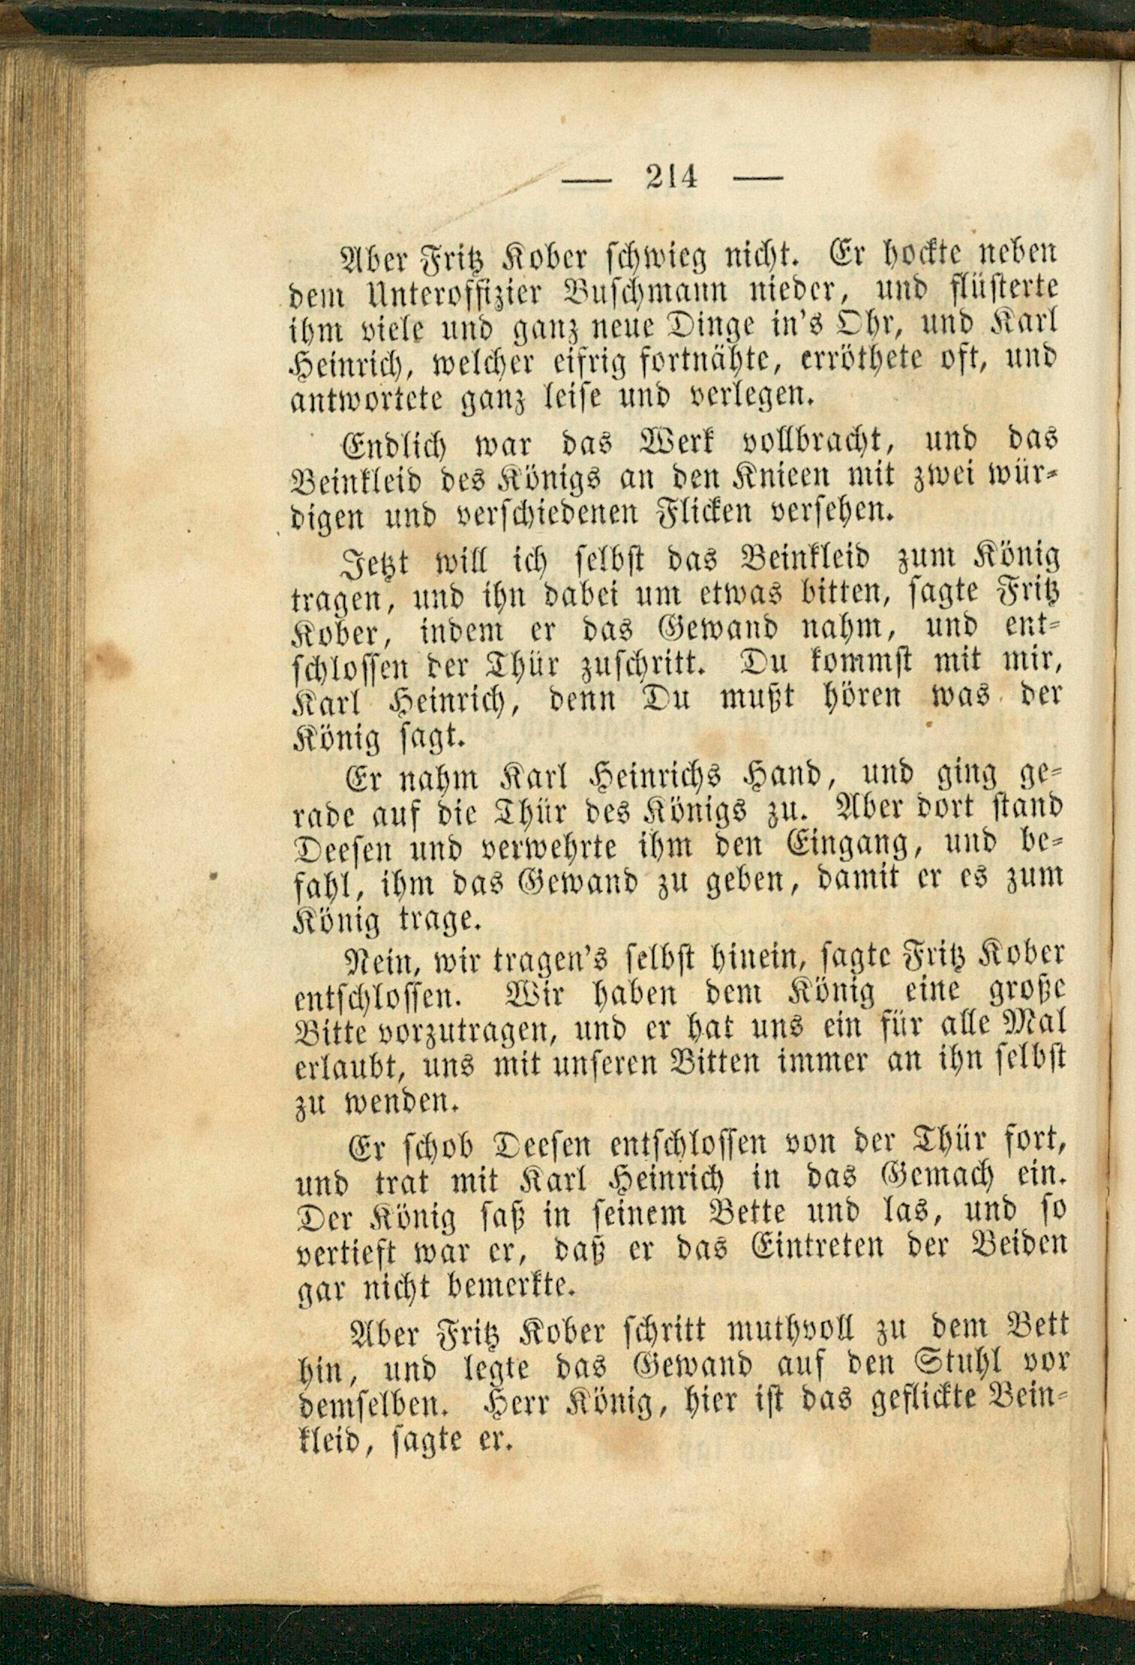 — 214 —
Aber Fritz Kober schwieg nicht. Er hockte neben
dem Unteroffizier Buschmann nieder, und flüsterte
ihm viele und ganz neue Dinge in's Ohr, und Karl
Heinrich, welcher eifrig fortnähte, erröthete oft, und
antwortete ganz leise und verlegen.
Endlich war das Werk vollbracht, und das
Beinkleid des Königs an den Knieen mit zwei wür-
digen und verschiedenen Flicken versehen.
Jetzt will ich selbst das Beinkleid zum König
tragen, und ihn dabei um etwas bitten, sagte Fritz
Kober, indem er das Gewand nahm, und ent-
schlossen der Thür zuschritt. Du kommst mit mir,
Karl Heinrich, denn Du mußt hören was der
König sagt.
Er nahm Karl Heinrichs Hand, und ging ge-
rade auf die Thür des Königs zu. Aber dort stand
Deesen und verwehrte ihm den Eingang, und be-
fahl, ihm das Gewand zu geben, damit er es zum
König trage.
Nein, wir tragen's selbst hinein, sagte Fritz Kober
entschlossen. Wir haben dem König eine große
Bitte vorzutragen, und er hat uns ein für alle Mal
erlaubt, uns mit unseren Bitten immer an ihn selbst
zu wenden.
Er schob Deesen entschlossen von der Thür fort,
und trat mit Karl Heinrich in das Gemach ein.
Der König saß in seinem Bette und las, und so
vertieft war er, daß er das Eintreten der Beiden
gar nicht bemerkte.
Aber Fritz Kober schritt muthvoll zu dem Bett
hin, und legte das Gewand auf den Stuhl vor
demselben. Herr König, hier ist das geflickte Bein-
kleid, sagte er.